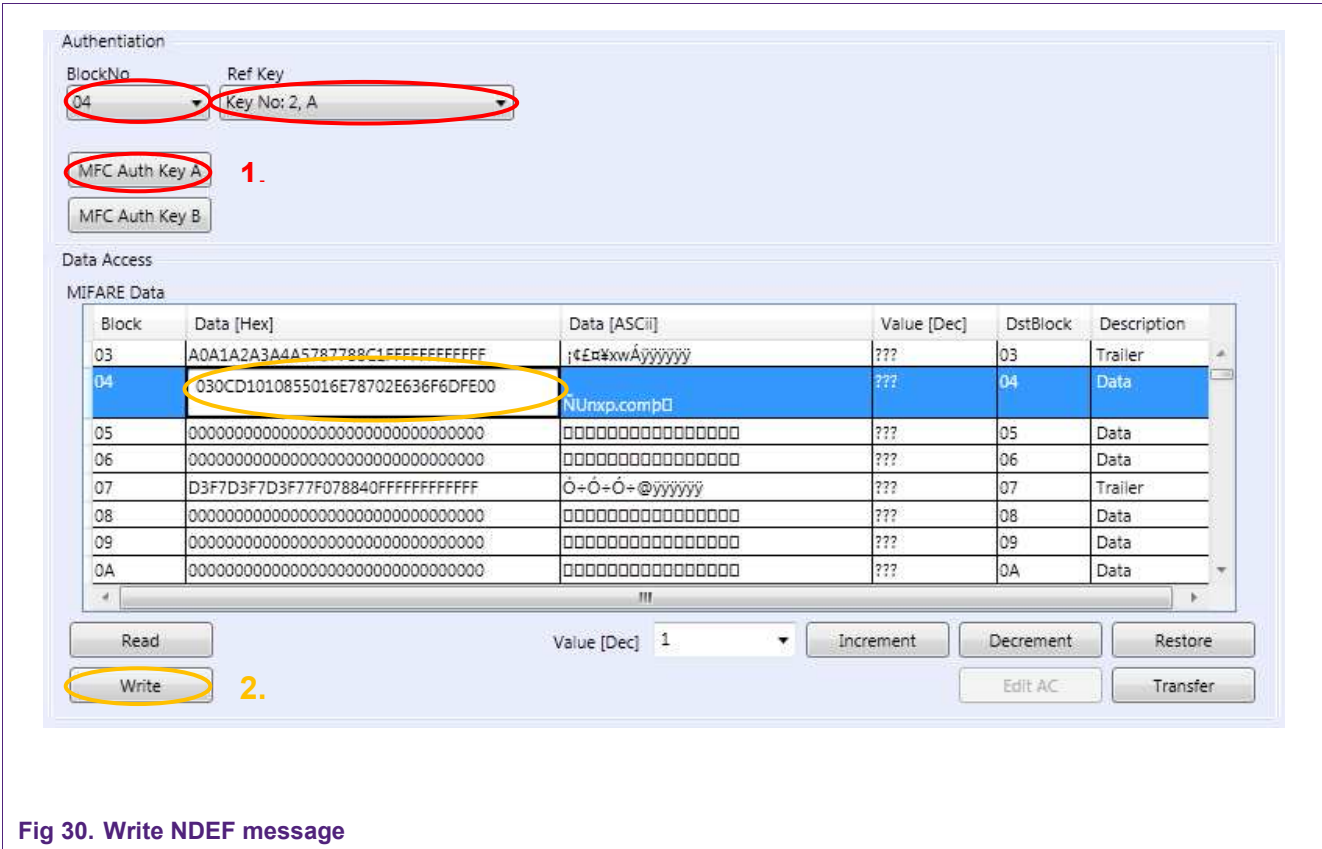 Authentiation
BlockNo Ref Key
04 Key No: 2, A
MFC Auth Key A 1.
MFC Auth Key B
Data Access
MIFARE Data
Block Data [Hex] Data [ASCii] Value [Dec] DstBlock Description
03 A0A1A2A3A4A5787788C1FFFFFFFFFFFF ¡¢£¤¥xwÁÿÿÿÿÿÿ ??? 03 Trailer
04 030CD1010855016E78702E636F6DFE00 ÑUnxp.comþ□ ??? 04 Data
05 00000000000000000000000000000000 □□□□□□□□□□□□□□□□ ??? 05 Data
06 00000000000000000000000000000000 □□□□□□□□□□□□□□□□ ??? 06 Data
07 D3F7D3F7D3F77F078840FFFFFFFFFFFF Ó÷Ó÷Ó÷@ÿÿÿÿÿÿ ??? 07 Trailer
08 00000000000000000000000000000000 □□□□□□□□□□□□□□□□ ??? 08 Data
09 00000000000000000000000000000000 □□□□□□□□□□□□□□□□ ??? 09 Data
0A 00000000000000000000000000000000 □□□□□□□□□□□□□□□□ ??? 0A Data
Read Value [Dec] 1 Increment Decrement Restore
Write 2. Edit AC Transfer
Fig 30. Write NDEF message